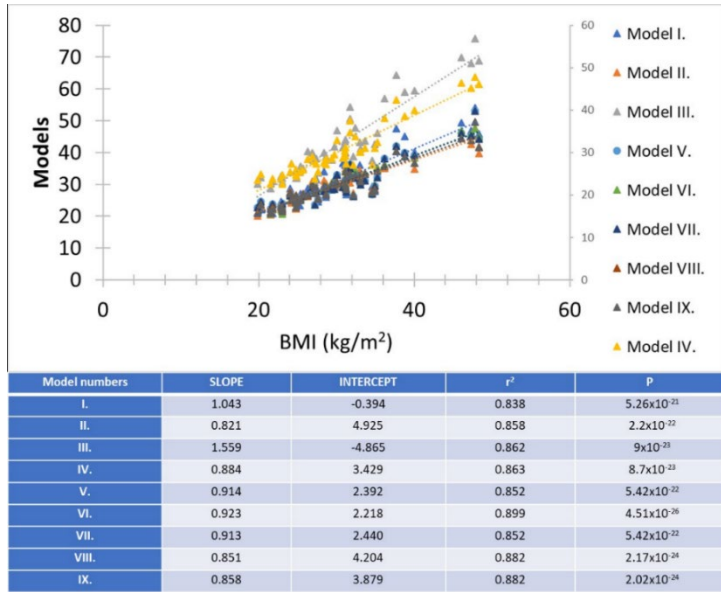 80
70
60
50
40
30
20
10
0
Models
60
50
40
30
20
10
0
0 20 40 60
BMI (kg/m²)
Model I.
Model II.
Model III.
Model V.
Model VI.
Model VII.
Model VIII.
Model IX.
Model IV.
Model numbers SLOPE INTERCEPT r² P
I. 1.043 -0.394 0.838 5.26x10⁻²¹
II. 0.821 4.925 0.858 2.2x10⁻²²
III. 1.559 -4.865 0.862 9x10⁻²³
IV. 0.884 3.429 0.863 8.7x10⁻²³
V. 0.914 2.392 0.852 5.42x10⁻²²
VI. 0.923 2.218 0.899 4.51x10⁻²⁶
VII. 0.913 2.440 0.852 5.42x10⁻²²
VIII. 0.851 4.204 0.882 2.17x10⁻²⁴
IX. 0.858 3.879 0.882 2.02x10⁻²⁴